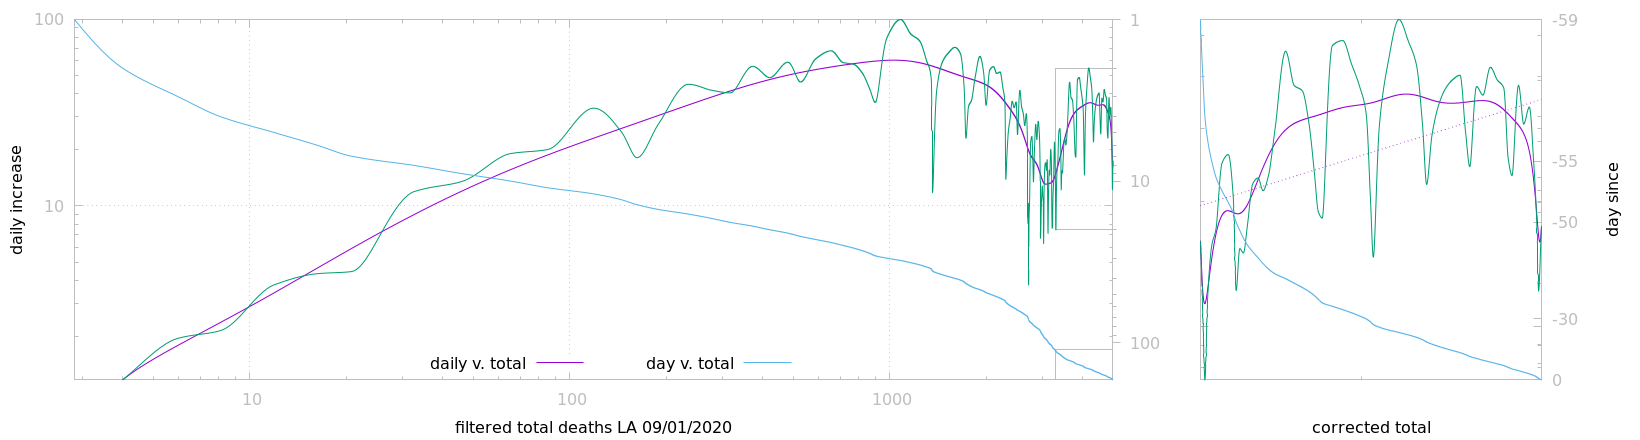 100
10
daily increase
1
10
100
-59
-55
-50
-30
0
day since
daily v. total
day v. total
10
100
1000
filtered total deaths LA 09/01/2020
corrected total